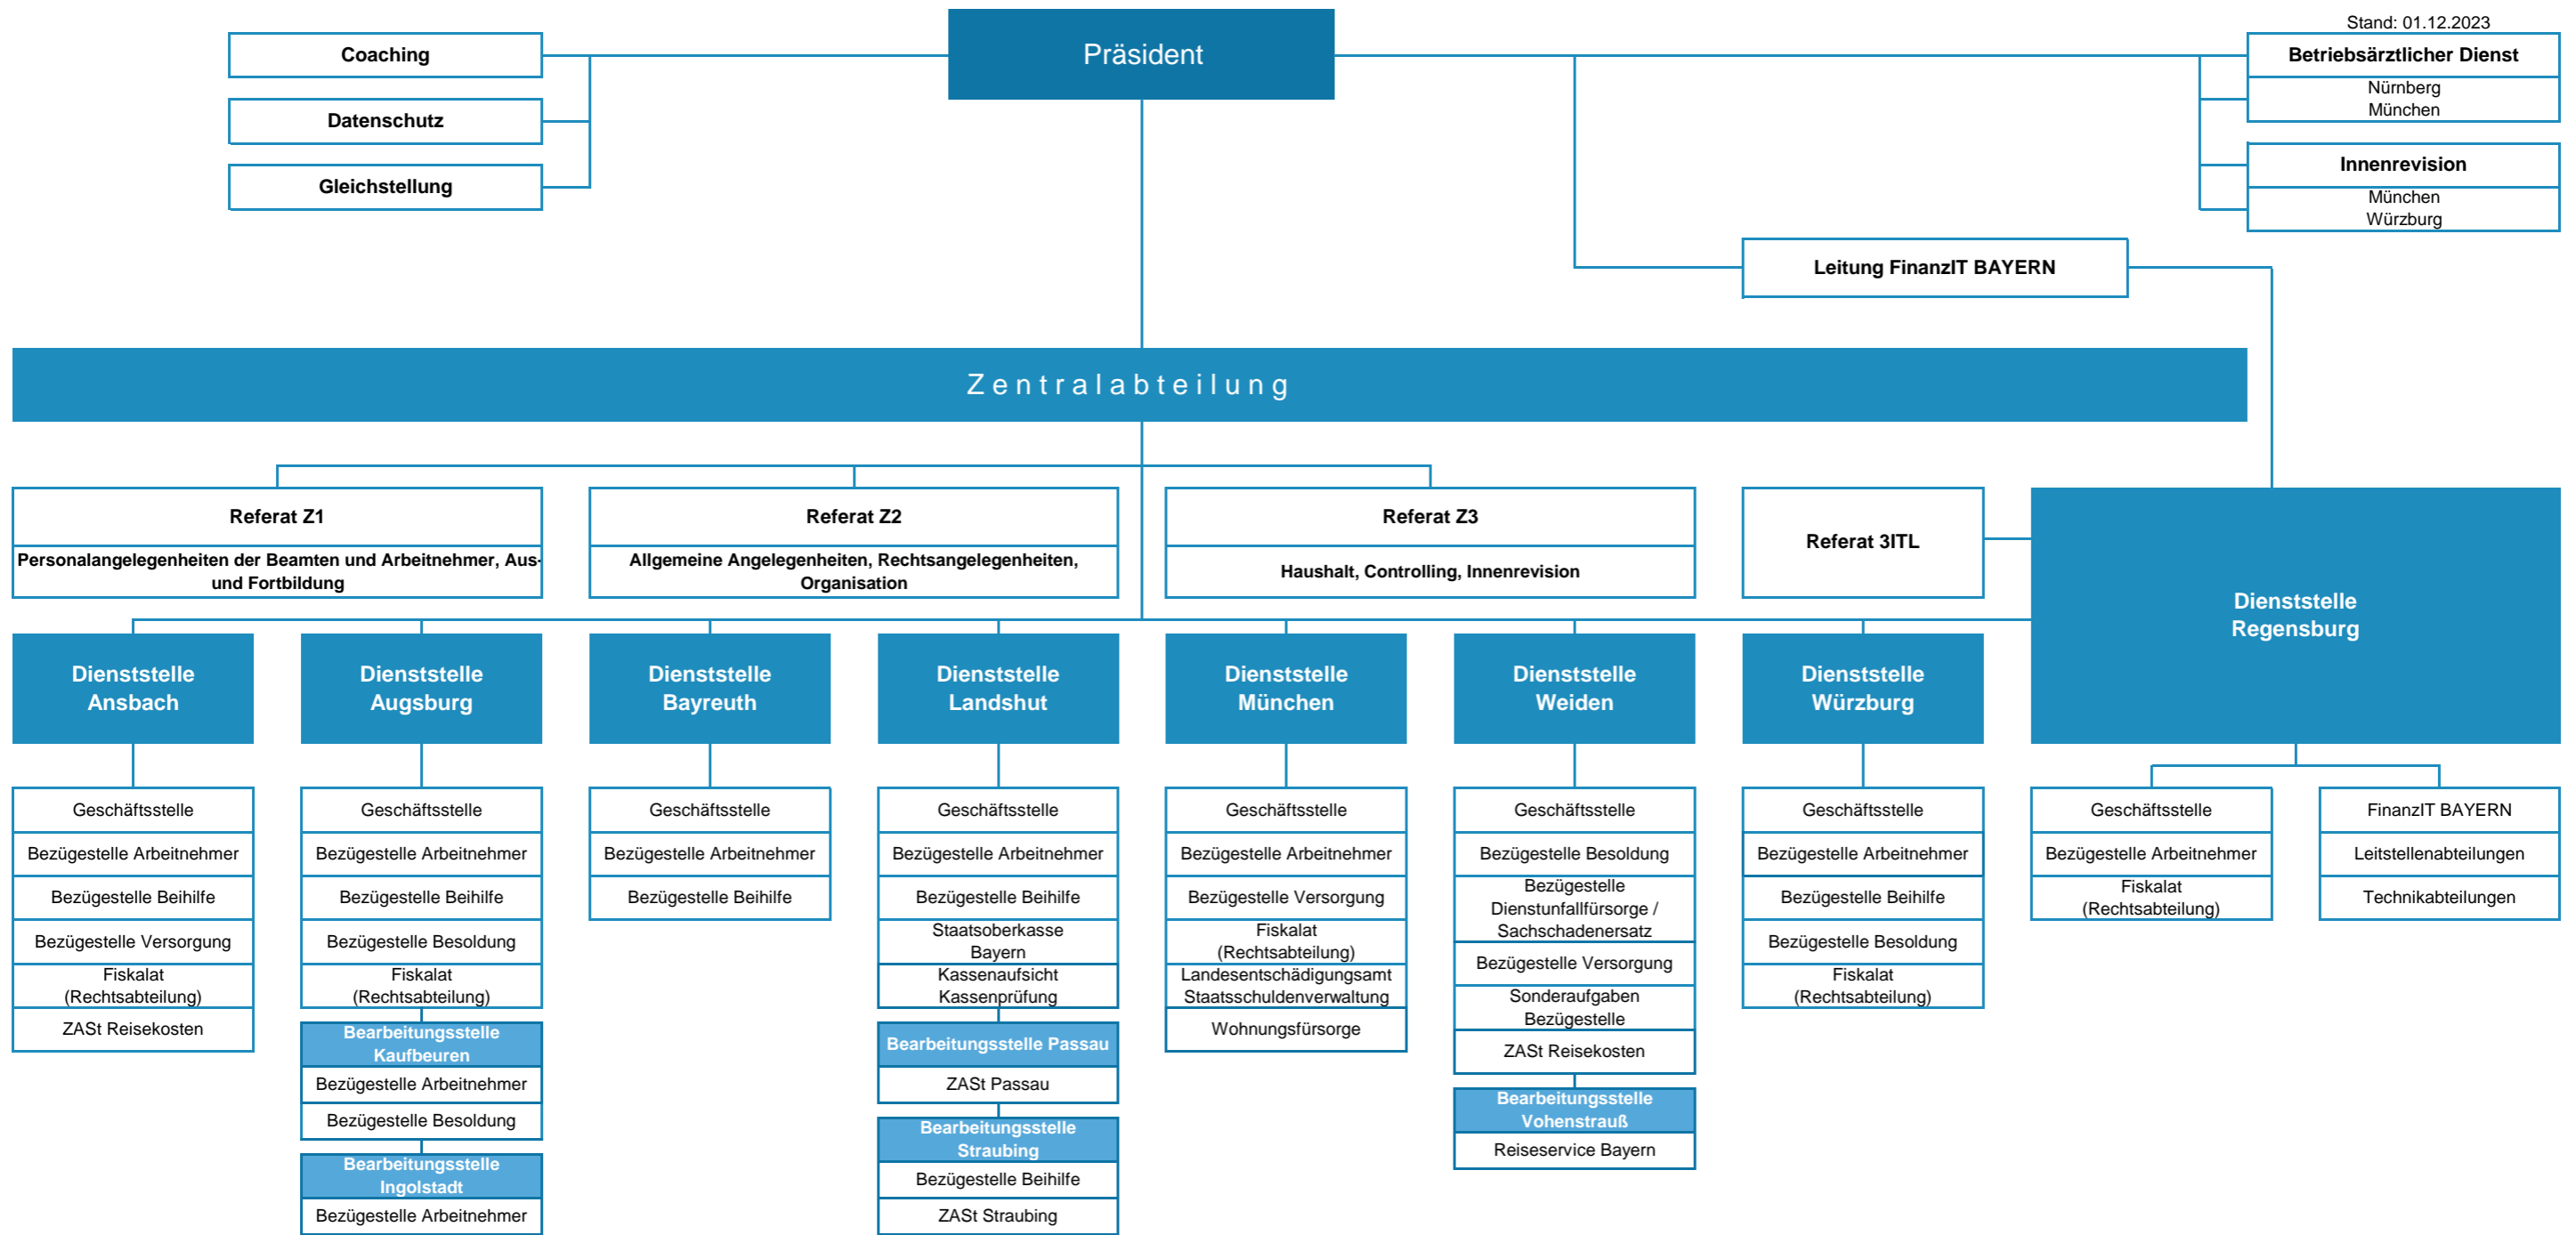 Stand: 01.12.2023
Präsident
Coaching
Datenschutz
Gleichstellung
Betriebsärztlicher Dienst
Nürnberg
München
Innenrevision
München
Würzburg
Leitung FinanzIT BAYERN
Zentralabteilung
Referat Z1
Personalangelegenheiten der Beamten und Arbeitnehmer, Aus-
und Fortbildung
Referat Z2
Allgemeine Angelegenheiten, Rechtsangelegenheiten,
Organisation
Referat Z3
Haushalt, Controlling, Innenrevision
Referat 3ITL
Dienststelle
Regensburg
Dienststelle
Ansbach
Dienststelle
Augsburg
Dienststelle
Bayreuth
Dienststelle
Landshut
Dienststelle
München
Dienststelle
Weiden
Dienststelle
Würzburg
Geschäftsstelle
Bezügestelle Arbeitnehmer
Bezügestelle Beihilfe
Bezügestelle Versorgung
Fiskalat
(Rechtsabteilung)
ZASt Reisekosten
Geschäftsstelle
Bezügestelle Arbeitnehmer
Bezügestelle Beihilfe
Bezügestelle Besoldung
Fiskalat
(Rechtsabteilung)
Bearbeitungsstelle
Kaufbeuren
Bezügestelle Arbeitnehmer
Bezügestelle Besoldung
Bearbeitungsstelle
Ingolstadt
Bezügestelle Arbeitnehmer
Geschäftsstelle
Bezügestelle Arbeitnehmer
Bezügestelle Beihilfe
Geschäftsstelle
Bezügestelle Arbeitnehmer
Bezügestelle Beihilfe
Staatsoberkasse
Bayern
Kassenaufsicht
Kassenprüfung
Bearbeitungsstelle Passau
ZASt Passau
Bearbeitungsstelle
Straubing
Bezügestelle Beihilfe
ZASt Straubing
Geschäftsstelle
Bezügestelle Arbeitnehmer
Bezügestelle Versorgung
Fiskalat
(Rechtsabteilung)
Landesentschädigungsamt
Staatsschuldenverwaltung
Wohnungsfürsorge
Geschäftsstelle
Bezügestelle Besoldung
Bezügestelle
Dienstunfallfürsorge /
Sachschadenersatz
Bezügestelle Versorgung
Sonderaufgaben
Bezügestelle
ZASt Reisekosten
Bearbeitungsstelle
Vohenstrauß
Reiseservice Bayern
Geschäftsstelle
Bezügestelle Arbeitnehmer
Bezügestelle Beihilfe
Bezügestelle Besoldung
Fiskalat
(Rechtsabteilung)
Geschäftsstelle
Bezügestelle Arbeitnehmer
Fiskalat
(Rechtsabteilung)
FinanzIT BAYERN
Leitstellenabteilungen
Technikabteilungen